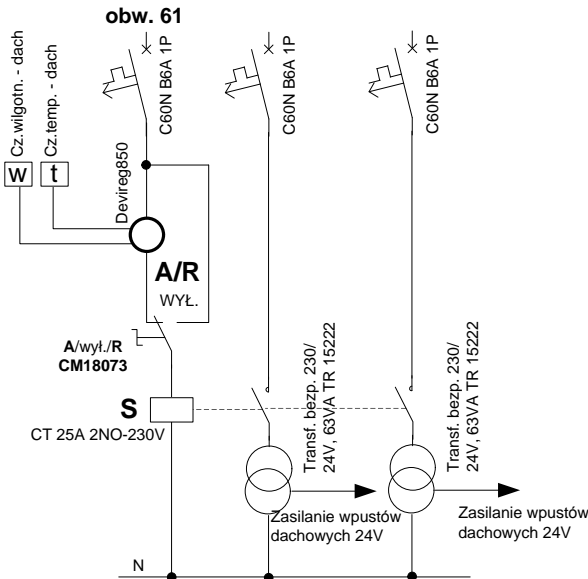 obw. 61
C60N B6A 1P
C60N B6A 1P
C60N B6A 1P
Cz.wilgotn. - dach
Cz.temp. - dach
w
t
Devireg850
A/R
WYŁ.
A/wył./R
CM18073
S
CT 25A 2NO-230V
Transf. bezp. 230/
24V, 63VA TR 15222
Transf. bezp. 230/
24V, 63VA TR 15222
Zasilanie wpustów
dachowych 24V
Zasilanie wpustów
dachowych 24V
N